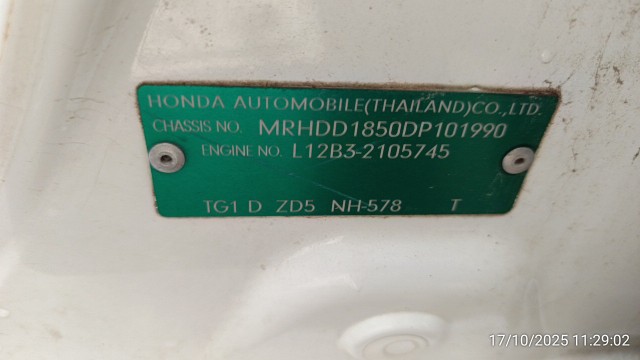 HONDA AUTOMOBILE(THAILAND)CO.,LTD.
CHASSIS NO. MRHDD1850DP101990
ENGINE NO. L12B3-2105745
TG1 D ZD5 NH-578 T
17/10/2025 11:29:02